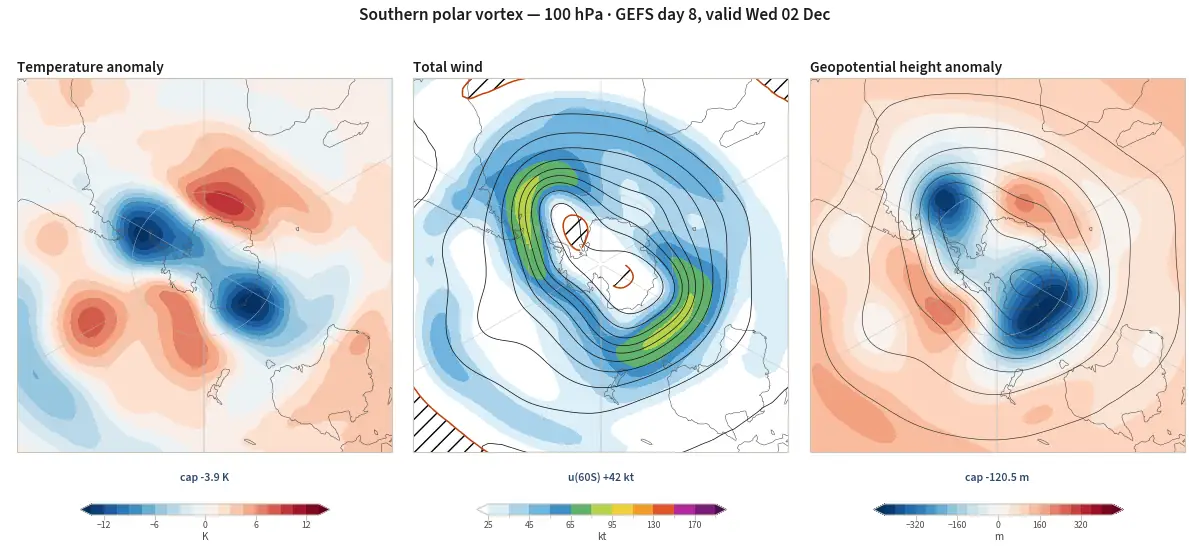 Southern polar vortex — 100 hPa · GEFS day 8, valid Wed 02 Dec
Temperature anomaly
Total wind
Geopotential height anomaly
cap -3.9 K
u(60S) +42 kt
cap -120.5 m
−12 −6 0 6 12
K
25 45 65 95 130 170
kt
−320 −160 0 160 320
m